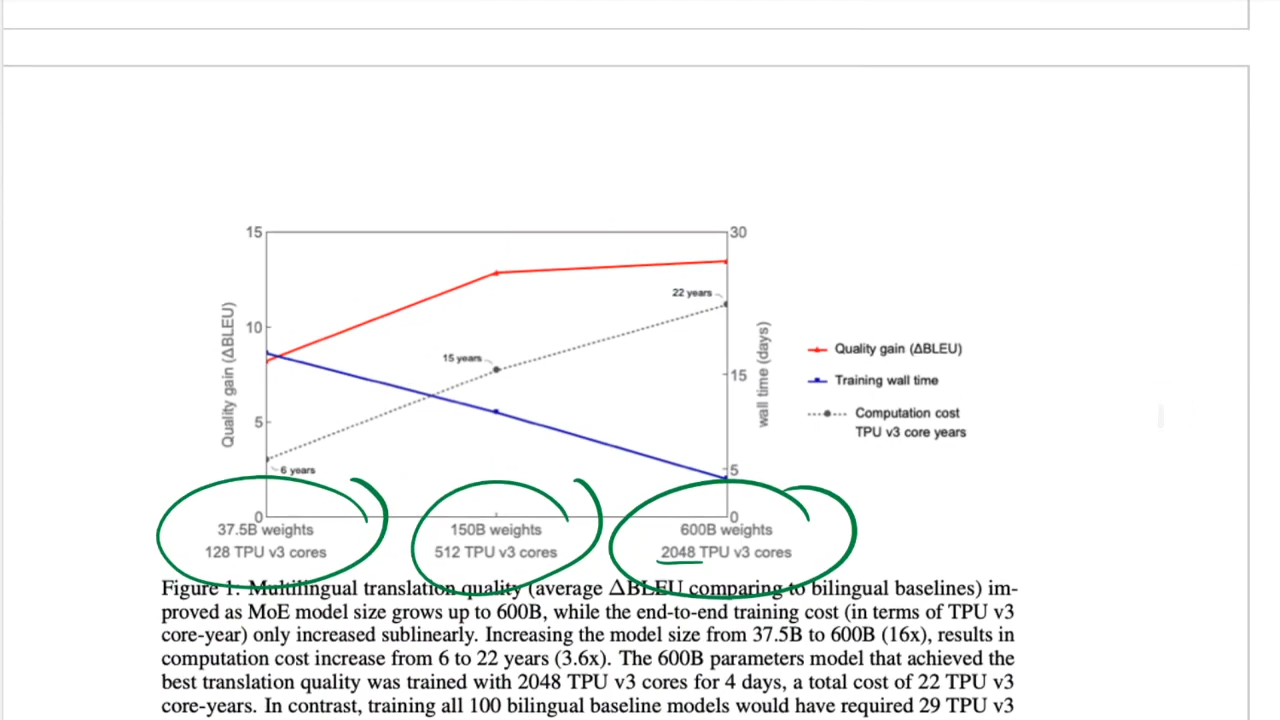 15
10
5
0
Quality gain (ΔBLEU)
30
15
5
0
wall time (days)
22 years
15 years
6 years
Quality gain (ΔBLEU)
Training wall time
Computation cost
TPU v3 core years
37.5B weights
128 TPU v3 cores
150B weights
512 TPU v3 cores
600B weights
2048 TPU v3 cores
Figure 1: Multilingual translation quality (average ΔBLEU comparing to bilingual baselines) im-
proved as MoE model size grows up to 600B, while the end-to-end training cost (in terms of TPU v3
core-year) only increased sublinearly. Increasing the model size from 37.5B to 600B (16x), results in
computation cost increase from 6 to 22 years (3.6x). The 600B parameters model that achieved the
best translation quality was trained with 2048 TPU v3 cores for 4 days, a total cost of 22 TPU v3
core-years. In contrast, training all 100 bilingual baseline models would have required 29 TPU v3